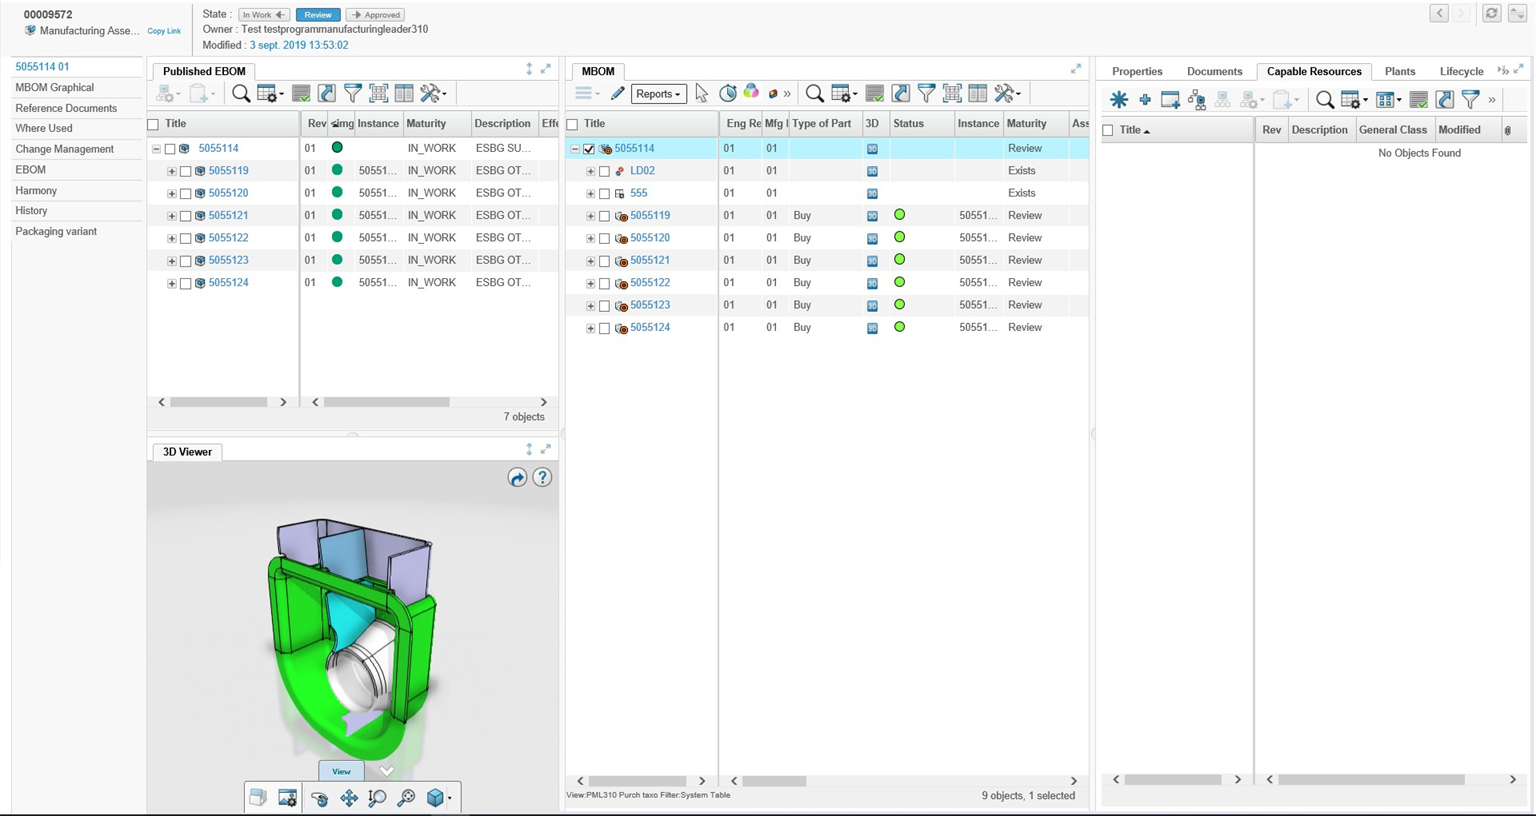 00009572
Manufacturing Asse...
Copy Link
State : In Work Review Approved
Owner : Test testprogrammanufacturingleader310
Modified : 3 sept. 2019 13:53:02
5055114 01
MBOM Graphical
Reference Documents
Where Used
Change Management
EBOM
Harmony
History
Packaging variant
Published EBOM
Title Rev Instance Maturity Description Effe
5055114 01 IN_WORK ESBG SU...
5055119 01 50551... IN_WORK ESBG OT...
5055120 01 50551... IN_WORK ESBG OT...
5055121 01 50551... IN_WORK ESBG OT...
5055122 01 50551... IN_WORK ESBG OT...
5055123 01 50551... IN_WORK ESBG OT...
5055124 01 50551... IN_WORK ESBG OT...
7 objects
3D Viewer
?
View
MBOM
Reports
Title Eng Re Mfg Type of Part 3D Status Instance Maturity Ass
5055114 01 01 3D Review
LD02 01 01 3D Exists
555 01 01 3D Exists
5055119 01 01 Buy 3D 50551... Review
5055120 01 01 Buy 3D 50551... Review
5055121 01 01 Buy 3D 50551... Review
5055122 01 01 Buy 3D 50551... Review
5055123 01 01 Buy 3D 50551... Review
5055124 01 01 Buy 3D 50551... Review
View:PML310 Purch taxo Filter:System Table
9 objects, 1 selected
Properties Documents Capable Resources Plants Lifecycle
Title Rev Description General Class Modified
No Objects Found